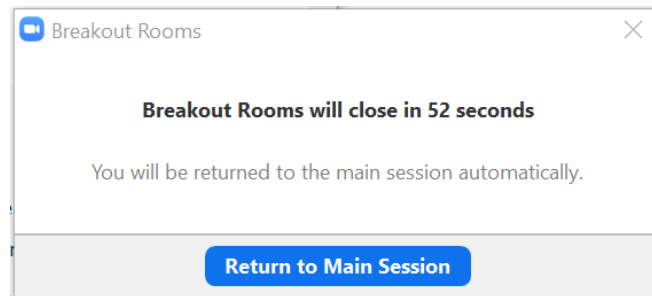 Breakout Rooms
Breakout Rooms will close in 52 seconds
You will be returned to the main session automatically.
Return to Main Session